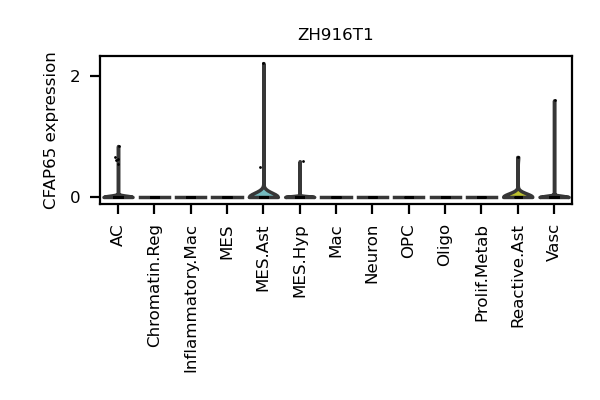 ZH916T1
CFAP65 expression
2
0
AC
Chromatin.Reg
Inflammatory.Mac
MES
MES.Ast
MES.Hyp
Mac
Neuron
OPC
Oligo
Prolif.Metab
Reactive.Ast
Vasc